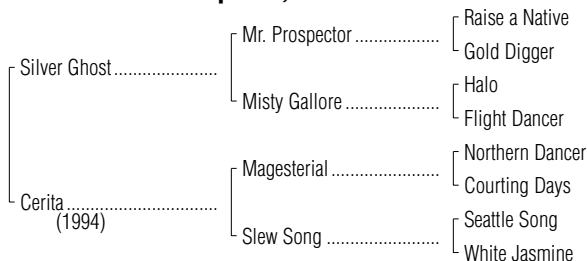 Raise a Native
Mr. Prospector
Gold Digger
Silver Ghost
Halo
Misty Gallore
Flight Dancer
Northern Dancer
Magesterial
Courting Days
Cerita
(1994)
Seattle Song
Slew Song
White Jasmine